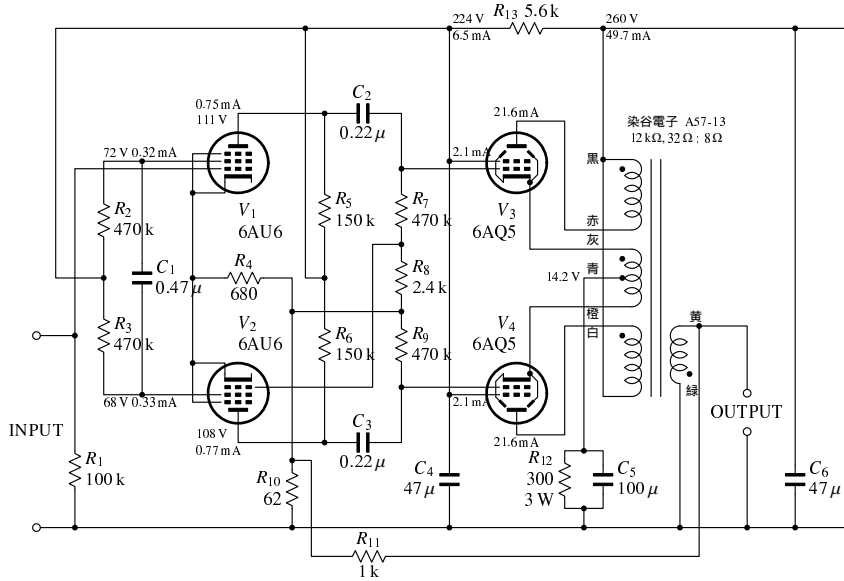 224 V
6.5 mA
R13 5.6 k
260 V
49.7 mA
0.75 mA
111 V
C2
0.22 μ
21.6 mA
染谷電子 A57-13
12 kΩ, 32 Ω : 8 Ω
72 V 0.32 mA
2.1 mA
黒
R2
470 k
V1
6AU6
R5
150 k
R7
470 k
V3
6AQ5
赤
灰
C1
0.47 μ
R4
680
R8
2.4 k
14.2 V
青
橙
白
黄
R3
470 k
V2
6AU6
R6
150 k
R9
470 k
V4
6AQ5
68 V 0.33 mA
2.1 mA
緑
OUTPUT
INPUT
108 V
0.77 mA
C3
0.22 μ
21.6 mA
R1
100 k
R10
62
C4
47 μ
R12
300
3 W
C5
100 μ
C6
47 μ
R11
1 k